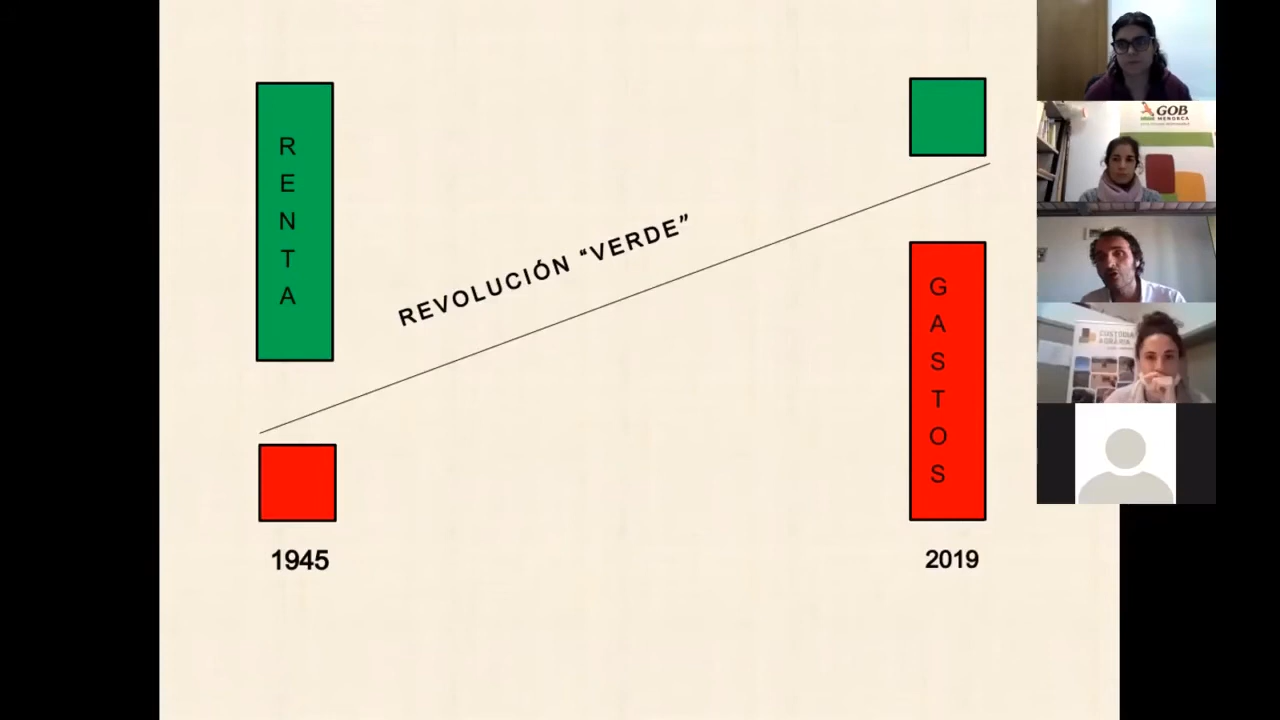 RENTA
REVOLUCIÓN “VERDE”
GASTOS
1945
2019
GOB
MENORCA
CUSTÒDIA
AGRÀRIA